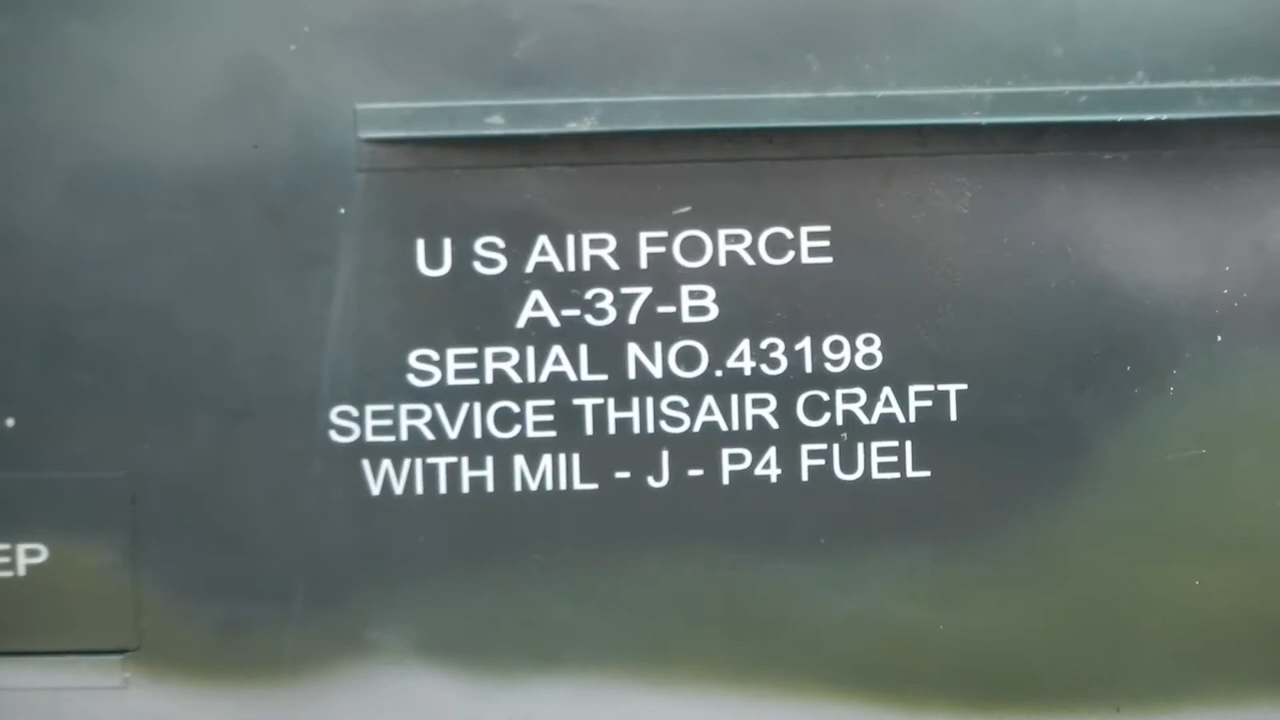 U S AIR FORCE
A-37-B
SERIAL NO.43198
SERVICE THISAIR CRAFT
WITH MIL - J - P4 FUEL
EP